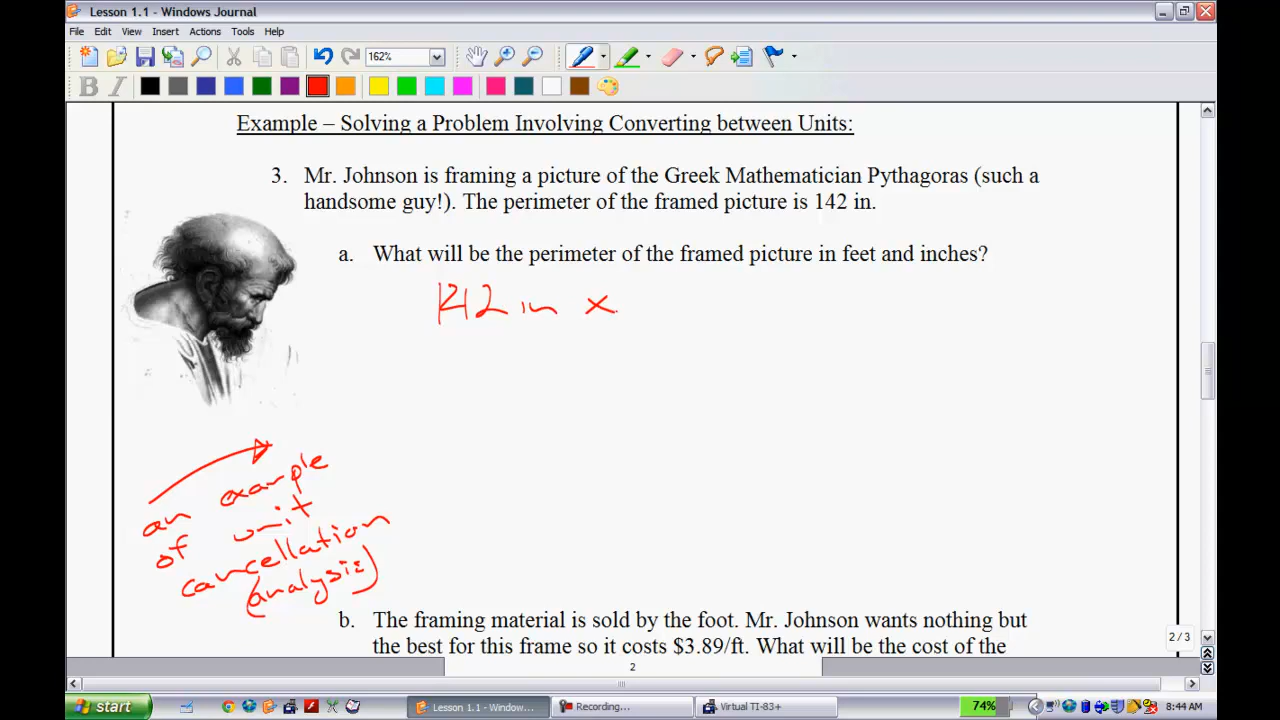 Lesson 1.1 - Windows Journal
File Edit View Insert Actions Tools Help
162%
B I
Example – Solving a Problem Involving Converting between Units:
3. Mr. Johnson is framing a picture of the Greek Mathematician Pythagoras (such a
handsome guy!). The perimeter of the framed picture is 142 in.
a. What will be the perimeter of the framed picture in feet and inches?
142 in x
an example
of unit
cancellation
(analysis)
b. The framing material is sold by the foot. Mr. Johnson wants nothing but
the best for this frame so it costs $3.89/ft. What will be the cost of the
2 / 3
2
start
Lesson 1.1 - Window...
Recording...
Virtual TI-83+
74%
8:44 AM